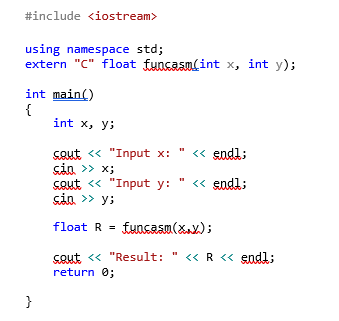 #include <iostream>
using namespace std;
extern "C" float funcasm(int x, int y);
int main()
{
int x, y;
cout << "Input x: " << endl;
cin >> x;
cout << "Input y: " << endl;
cin >> y;
float R = funcasm(x,y);
cout << "Result: " << R << endl;
return 0;
}